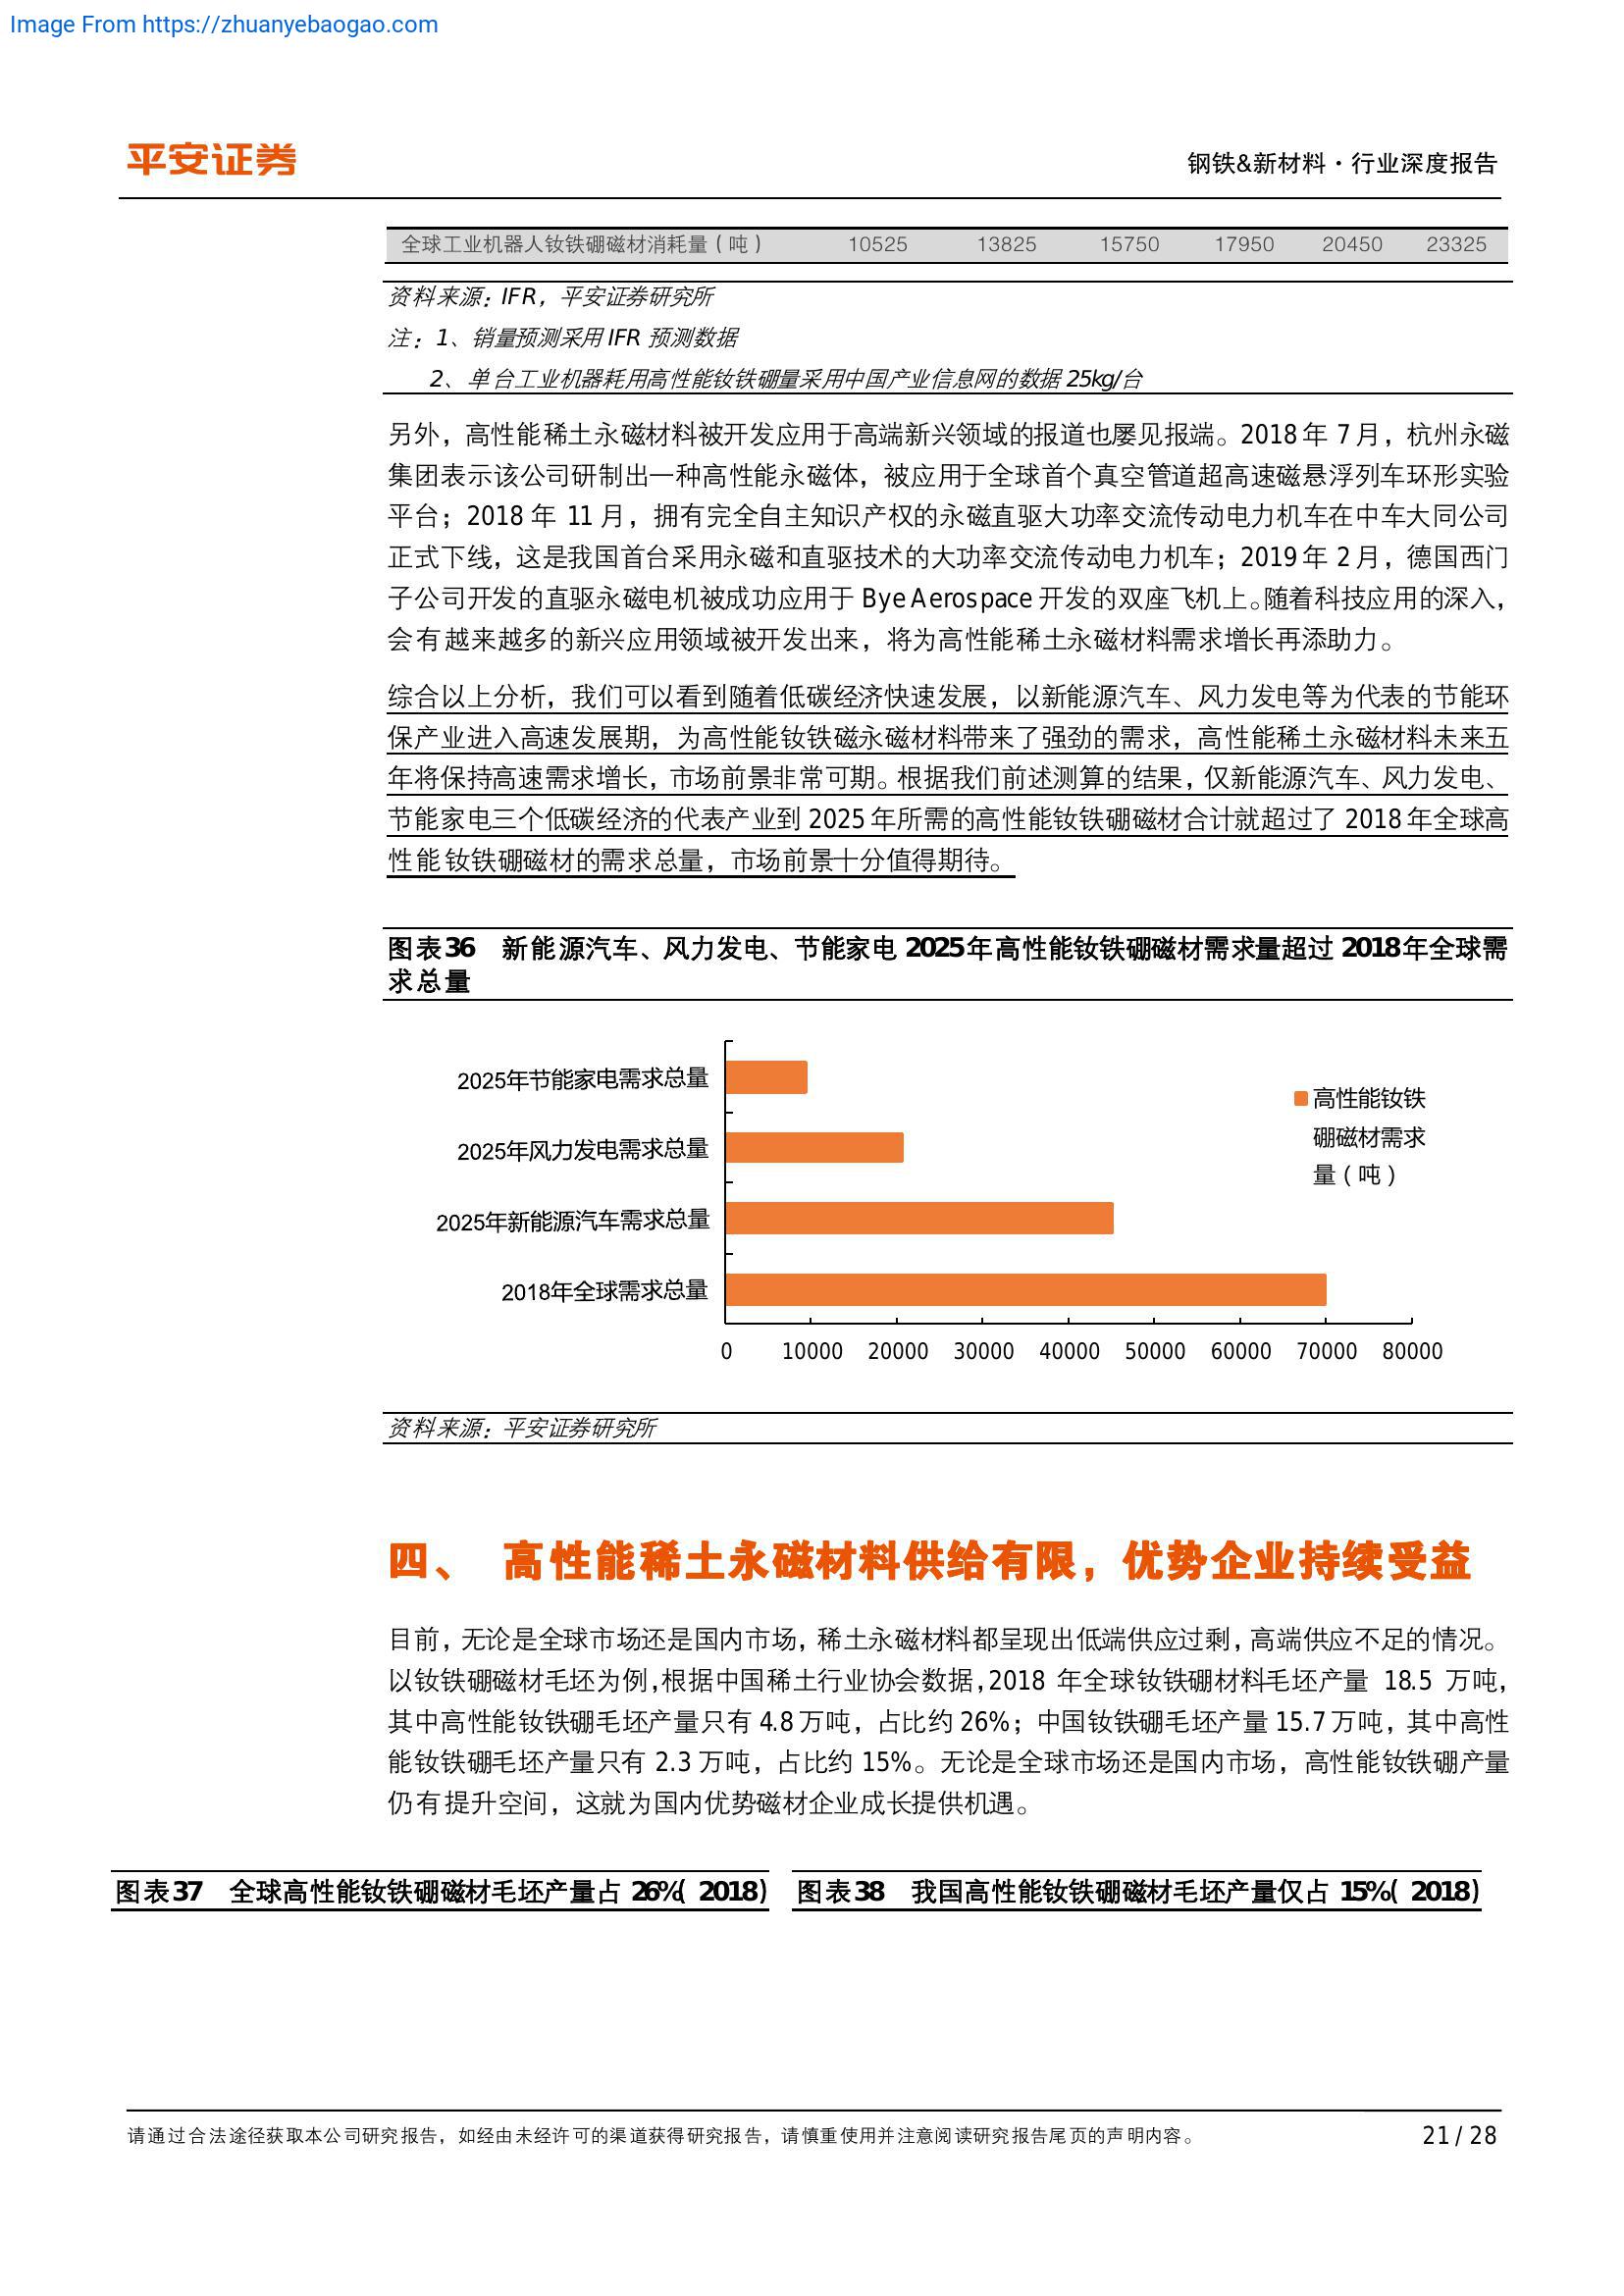 Image From https://zhuanyebaogao.com
平安证券
钢铁&新材料·行业深度报告
全球工业机器人钕铁硼磁材消耗量（吨） 10525 13825 15750 17950 20450 23325
资料来源：IFR，平安证券研究所
注：1、销量预测采用 IFR 预测数据
2、单台工业机器耗用高性能钕铁硼量采用中国产业信息网的数据 25kg/台
另外，高性能稀土永磁材料被开发应用于高端新兴领域的报道也屡见报端。2018 年 7 月，杭州永磁
集团表示该公司研制出一种高性能永磁体，被应用于全球首个真空管道超高速磁悬浮列车环形实验
平台；2018 年 11 月，拥有完全自主知识产权的永磁直驱大功率交流传动电力机车在中车大同公司
正式下线，这是我国首台采用永磁和直驱技术的大功率交流传动电力机车；2019 年 2 月，德国西门
子公司开发的直驱永磁电机被成功应用于 Bye Aerospace 开发的双座飞机上。随着科技应用的深入，
会有越来越多的新兴应用领域被开发出来，将为高性能稀土永磁材料需求增长再添助力。
综合以上分析，我们可以看到随着低碳经济快速发展，以新能源汽车、风力发电等为代表的节能环
保产业进入高速发展期，为高性能钕铁磁永磁材料带来了强劲的需求，高性能稀土永磁材料未来五
年将保持高速需求增长，市场前景非常可期。根据我们前述测算的结果，仅新能源汽车、风力发电、
节能家电三个低碳经济的代表产业到 2025 年所需的高性能钕铁硼磁材合计就超过了 2018 年全球高
性能钕铁硼磁材的需求总量，市场前景十分值得期待。
图表36 新能源汽车、风力发电、节能家电 2025年高性能钕铁硼磁材需求量超过 2018年全球需
求总量
2025年节能家电需求总量
2025年风力发电需求总量
2025年新能源汽车需求总量
2018年全球需求总量
高性能钕铁
硼磁材需求
量（吨）
0 10000 20000 30000 40000 50000 60000 70000 80000
资料来源：平安证券研究所
四、 高性能稀土永磁材料供给有限，优势企业持续受益
目前，无论是全球市场还是国内市场，稀土永磁材料都呈现出低端供应过剩，高端供应不足的情况。
以钕铁硼磁材毛坯为例，根据中国稀土行业协会数据，2018 年全球钕铁硼材料毛坯产量 18.5 万吨，
其中高性能钕铁硼毛坯产量只有 4.8 万吨，占比约 26%；中国钕铁硼毛坯产量 15.7 万吨，其中高性
能钕铁硼毛坯产量只有 2.3 万吨，占比约 15%。无论是全球市场还是国内市场，高性能钕铁硼产量
仍有提升空间，这就为国内优势磁材企业成长提供机遇。
图表37 全球高性能钕铁硼磁材毛坯产量占 26%( 2018)
图表38 我国高性能钕铁硼磁材毛坯产量仅占 15%( 2018)
请通过合法途径获取本公司研究报告，如经由未经许可的渠道获得研究报告，请慎重使用并注意阅读研究报告尾页的声明内容。
21 / 28